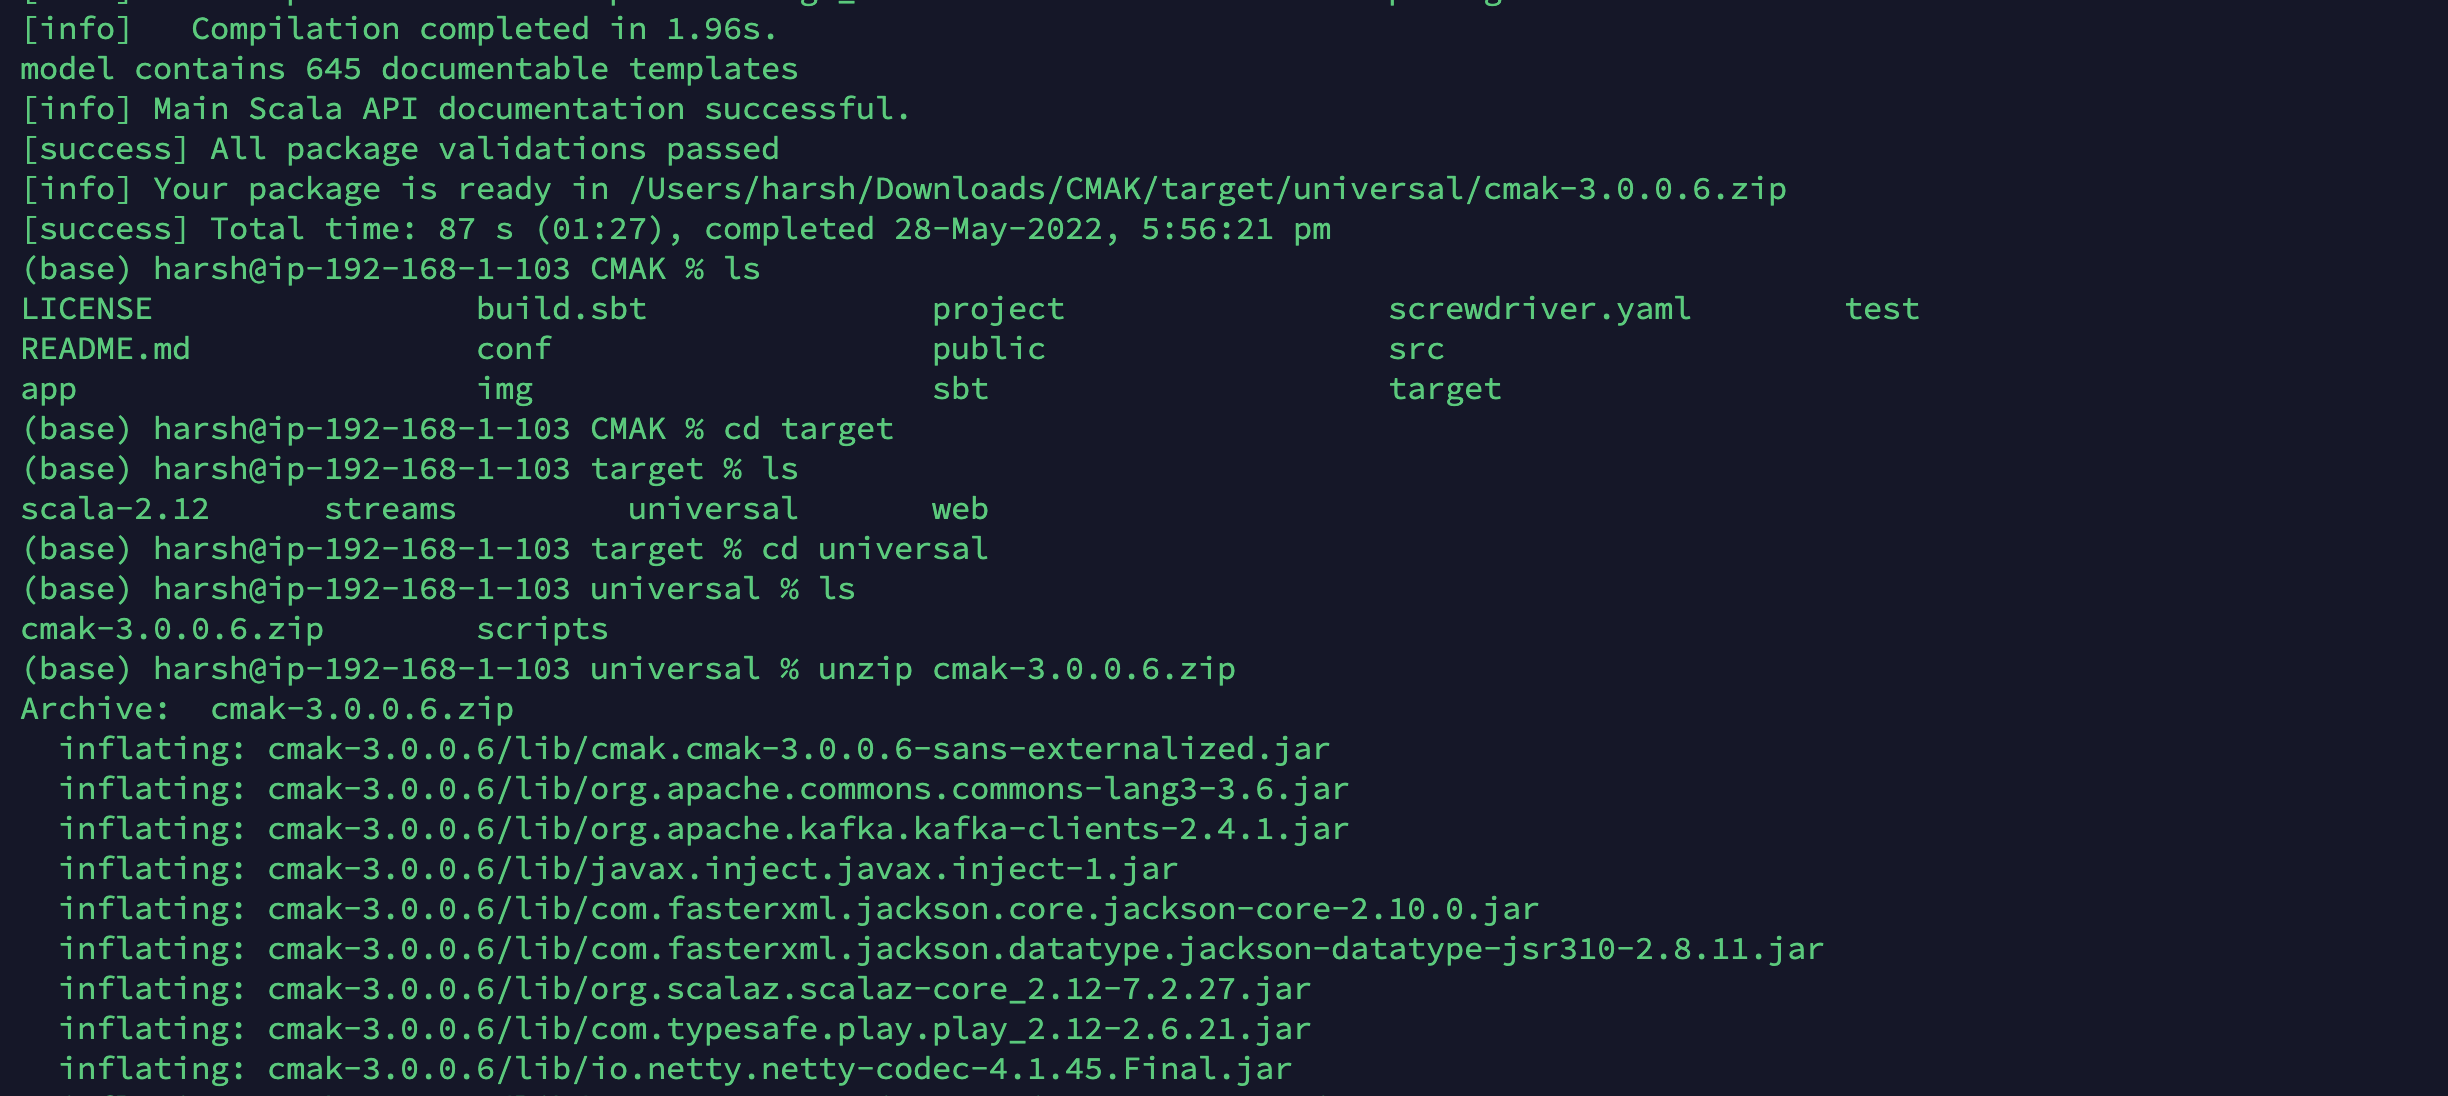 [info]   Compilation completed in 1.96s.
model contains 645 documentable templates
[info] Main Scala API documentation successful.
[success] All package validations passed
[info] Your package is ready in /Users/harsh/Downloads/CMAK/target/universal/cmak-3.0.0.6.zip
[success] Total time: 87 s (01:27), completed 28-May-2022, 5:56:21 pm
(base) harsh@ip-192-168-1-103 CMAK % ls
LICENSE                 build.sbt               project                 screwdriver.yaml        test
README.md               conf                    public                  src
app                     img                     sbt                     target
(base) harsh@ip-192-168-1-103 CMAK % cd target
(base) harsh@ip-192-168-1-103 target % ls
scala-2.12      streams         universal       web
(base) harsh@ip-192-168-1-103 target % cd universal
(base) harsh@ip-192-168-1-103 universal % ls
cmak-3.0.0.6.zip        scripts
(base) harsh@ip-192-168-1-103 universal % unzip cmak-3.0.0.6.zip
Archive:  cmak-3.0.0.6.zip
  inflating: cmak-3.0.0.6/lib/cmak.cmak-3.0.0.6-sans-externalized.jar
  inflating: cmak-3.0.0.6/lib/org.apache.commons.commons-lang3-3.6.jar
  inflating: cmak-3.0.0.6/lib/org.apache.kafka.kafka-clients-2.4.1.jar
  inflating: cmak-3.0.0.6/lib/javax.inject.javax.inject-1.jar
  inflating: cmak-3.0.0.6/lib/com.fasterxml.jackson.core.jackson-core-2.10.0.jar
  inflating: cmak-3.0.0.6/lib/com.fasterxml.jackson.datatype.jackson-datatype-jsr310-2.8.11.jar
  inflating: cmak-3.0.0.6/lib/org.scalaz.scalaz-core_2.12-7.2.27.jar
  inflating: cmak-3.0.0.6/lib/com.typesafe.play.play_2.12-2.6.21.jar
  inflating: cmak-3.0.0.6/lib/io.netty.netty-codec-4.1.45.Final.jar